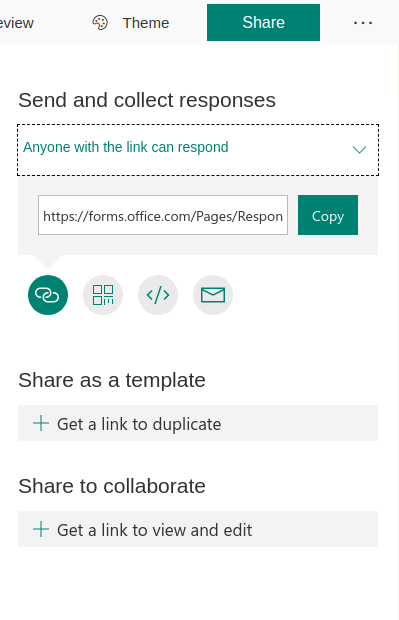 eview
Theme
Share
Send and collect responses
Anyone with the link can respond
https://forms.office.com/Pages/Respon
Copy
Share as a template
Get a link to duplicate
Share to collaborate
Get a link to view and edit